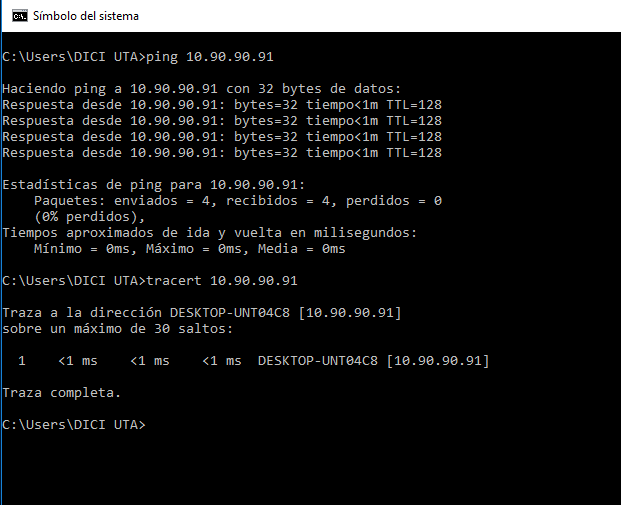 Símbolo del sistema
C:\Users\DICI UTA>ping 10.90.90.91
Haciendo ping a 10.90.90.91 con 32 bytes de datos:
Respuesta desde 10.90.90.91: bytes=32 tiempo<1m TTL=128
Respuesta desde 10.90.90.91: bytes=32 tiempo<1m TTL=128
Respuesta desde 10.90.90.91: bytes=32 tiempo<1m TTL=128
Respuesta desde 10.90.90.91: bytes=32 tiempo<1m TTL=128
Estadísticas de ping para 10.90.90.91:
    Paquetes: enviados = 4, recibidos = 4, perdidos = 0
    (0% perdidos),
Tiempos aproximados de ida y vuelta en milisegundos:
    Mínimo = 0ms, Máximo = 0ms, Media = 0ms
C:\Users\DICI UTA>tracert 10.90.90.91
Traza a la dirección DESKTOP-UNT04C8 [10.90.90.91]
sobre un máximo de 30 saltos:
  1    <1 ms    <1 ms    <1 ms  DESKTOP-UNT04C8 [10.90.90.91]
Traza completa.
C:\Users\DICI UTA>